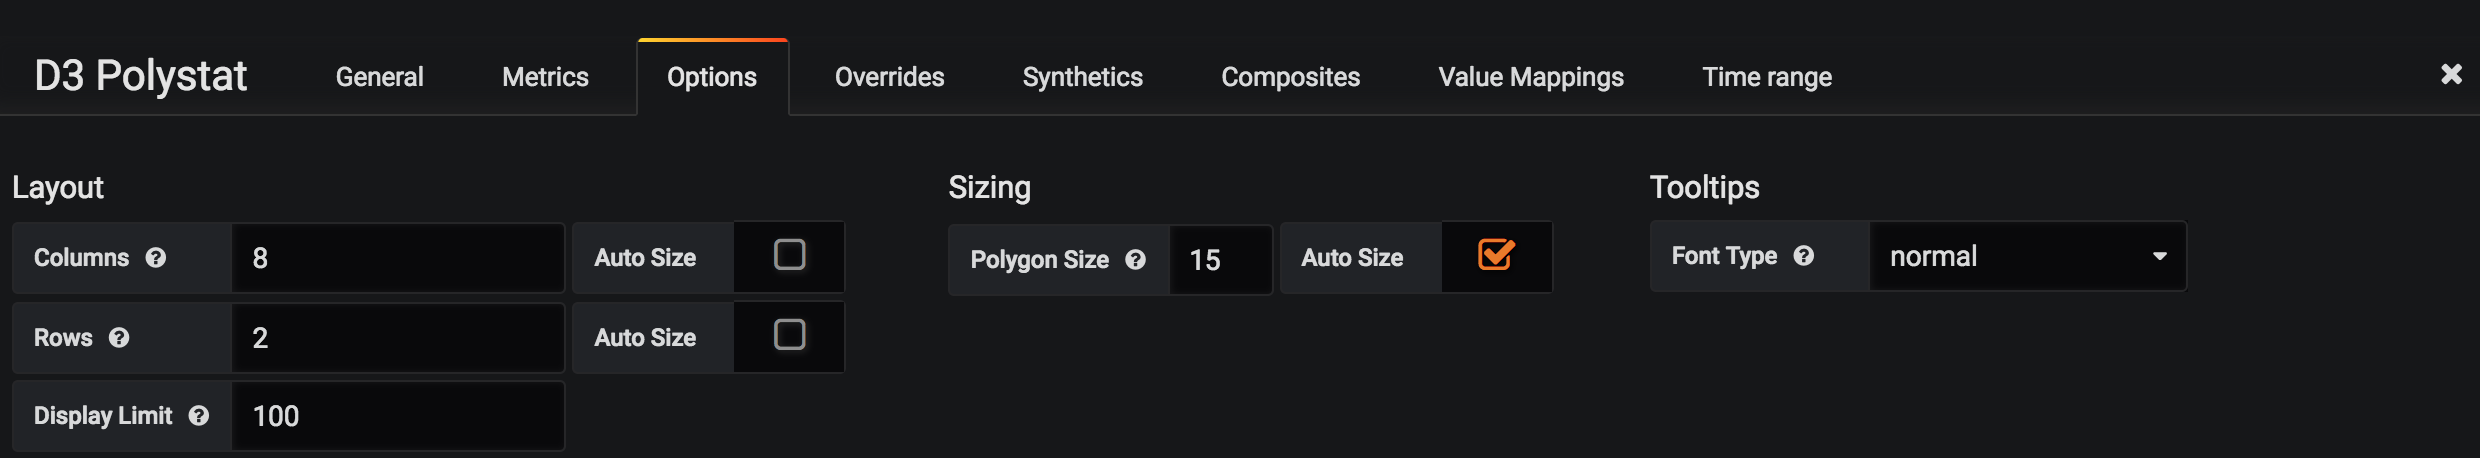 D3 Polystat General Metrics Options Overrides Synthetics Composites Value Mappings Time range
Layout
Columns 8 Auto Size
Rows 2 Auto Size
Display Limit 100
Sizing
Polygon Size 15 Auto Size
Tooltips
Font Type normal